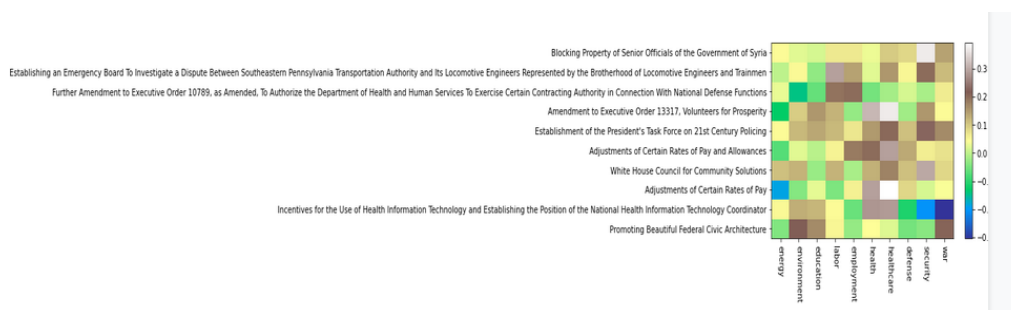 Blocking Property of Senior Officials of the Government of Syria
Establishing an Emergency Board To Investigate a Dispute Between Southeastern Pennsylvania Transportation Authority and Its Locomotive Engineers Represented by the Brotherhood of Locomotive Engineers and Trainmen
Further Amendment to Executive Order 10789, as Amended, To Authorize the Department of Health and Human Services To Exercise Certain Contracting Authority in Connection With National Defense Functions
Amendment to Executive Order 13317, Volunteers for Prosperity
Establishment of the President's Task Force on 21st Century Policing
Adjustments of Certain Rates of Pay and Allowances
White House Council for Community Solutions
Adjustments of Certain Rates of Pay
Incentives for the Use of Health Information Technology and Establishing the Position of the National Health Information Technology Coordinator
Promoting Beautiful Federal Civic Architecture
energy
environment
education
labor
employment
health
healthcare
defense
security
war
0.3
0.2
0.1
0.0
−0.
−0.
−0.